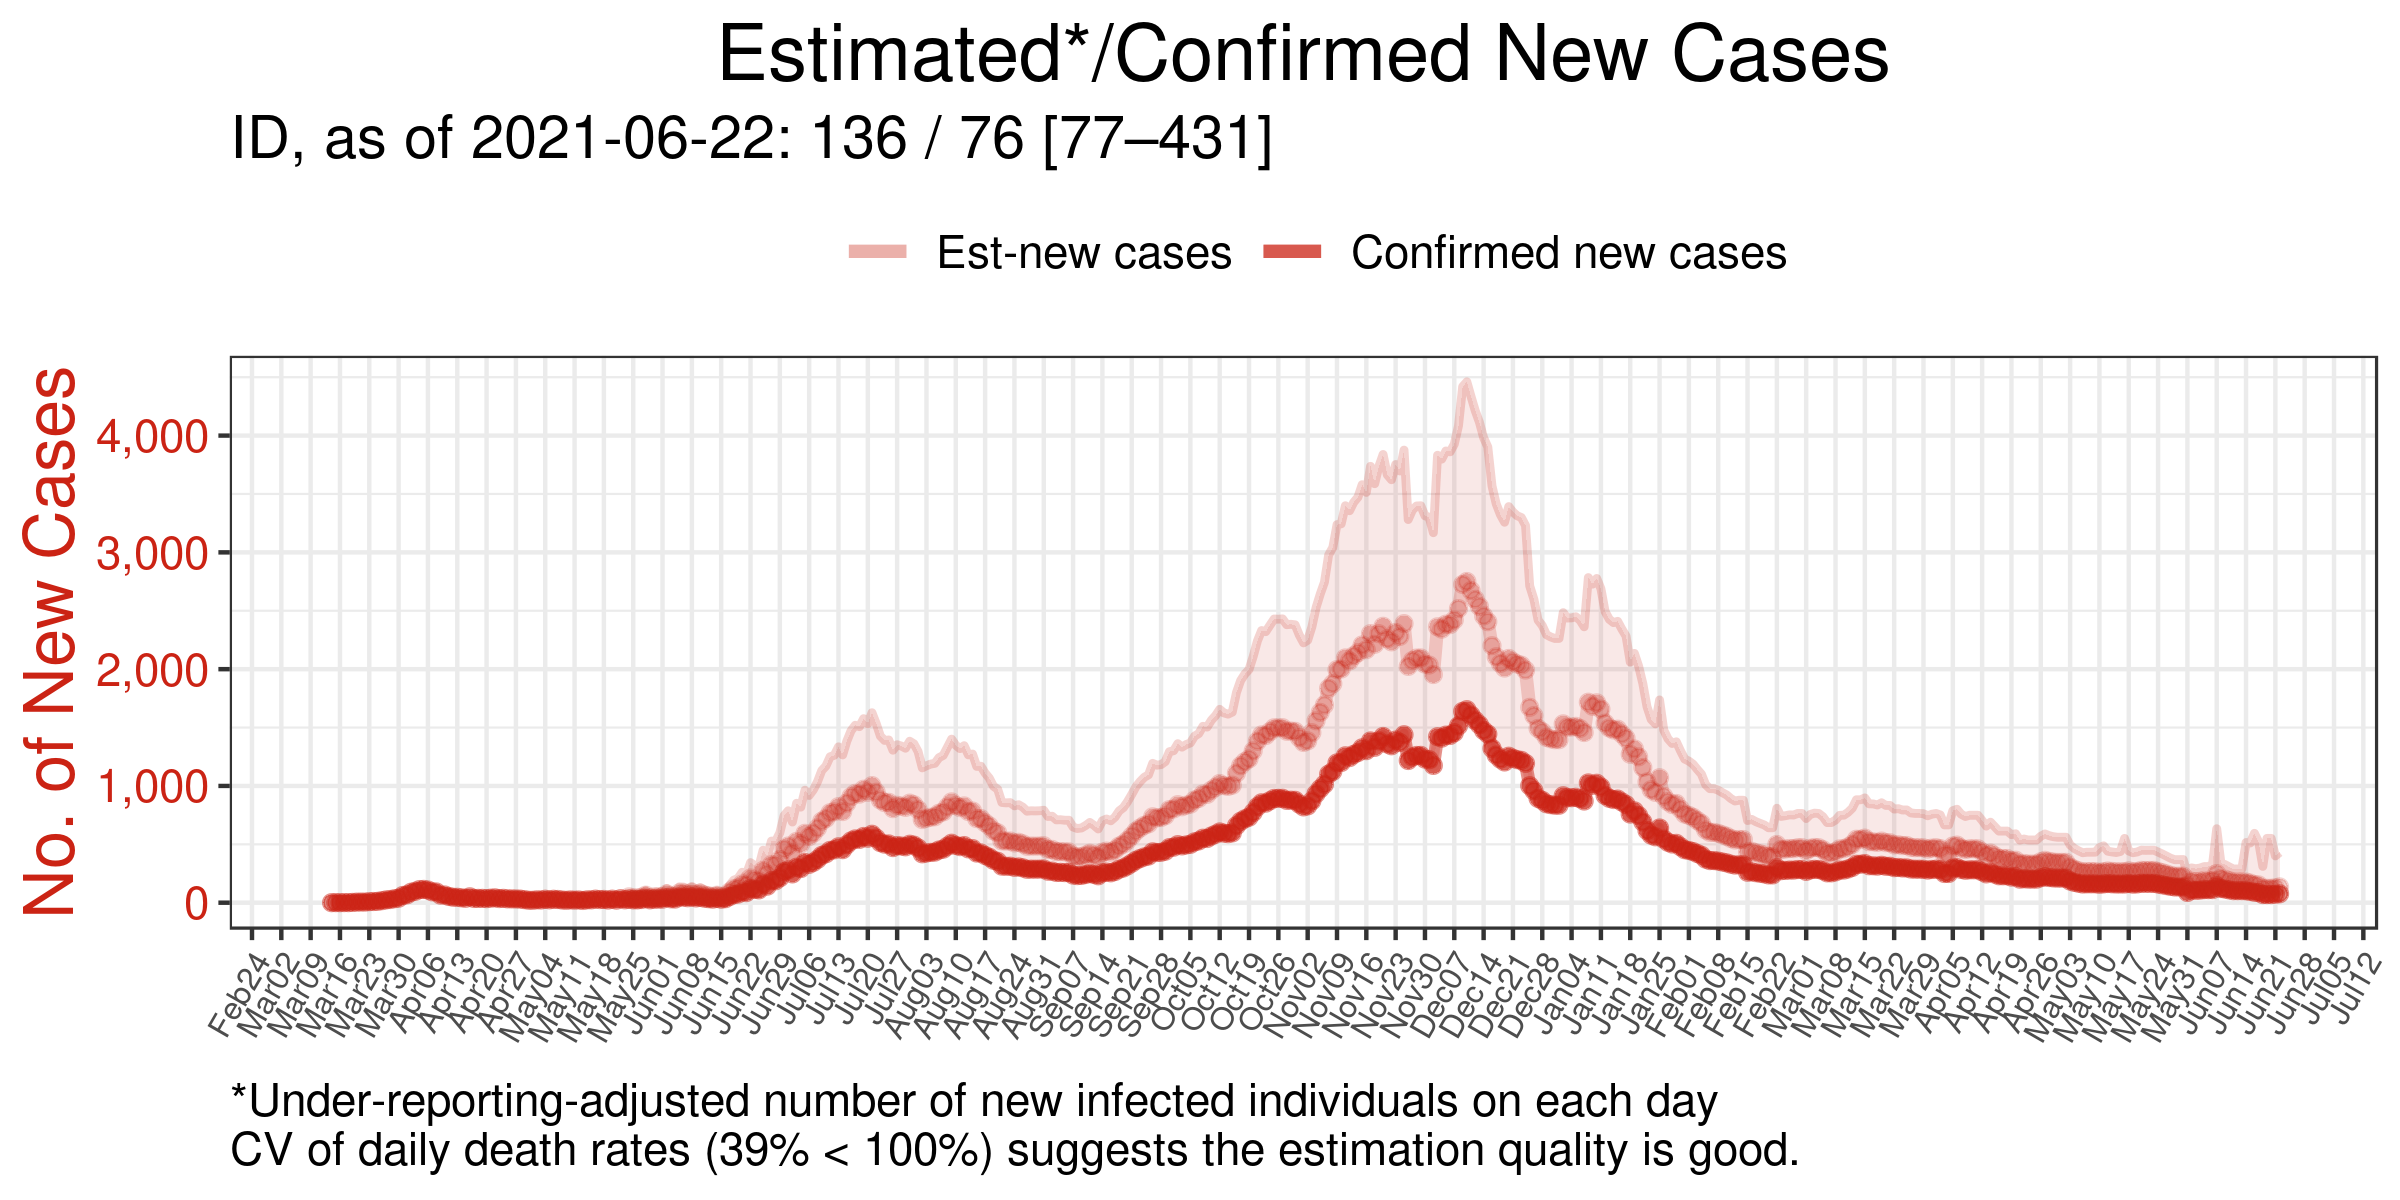 Estimated*/Confirmed New Cases
ID, as of 2021-06-22: 136 / 76 [77–431]
Est-new cases Confirmed new cases
No. of New Cases
4,000
3,000
2,000
1,000
0
Feb24 Mar02 Mar09 Mar16 Mar23 Mar30 Apr06 Apr13 Apr20 Apr27 May04 May11 May18 May25 Jun01 Jun08 Jun15 Jun22 Jun29 Jul06 Jul13 Jul20 Jul27 Aug03 Aug10 Aug17 Aug24 Aug31 Sep07 Sep14 Sep21 Sep28 Oct05 Oct12 Oct19 Oct26 Nov02 Nov09 Nov16 Nov23 Nov30 Dec07 Dec14 Dec21 Dec28 Jan04 Jan11 Jan18 Jan25 Feb01 Feb08 Feb15 Feb22 Mar01 Mar08 Mar15 Mar22 Mar29 Apr05 Apr12 Apr19 Apr26 May03 May10 May17 May24 May31 Jun07 Jun14 Jun21 Jun28 Jul05 Jul12
*Under-reporting-adjusted number of new infected individuals on each day
CV of daily death rates (39% < 100%) suggests the estimation quality is good.